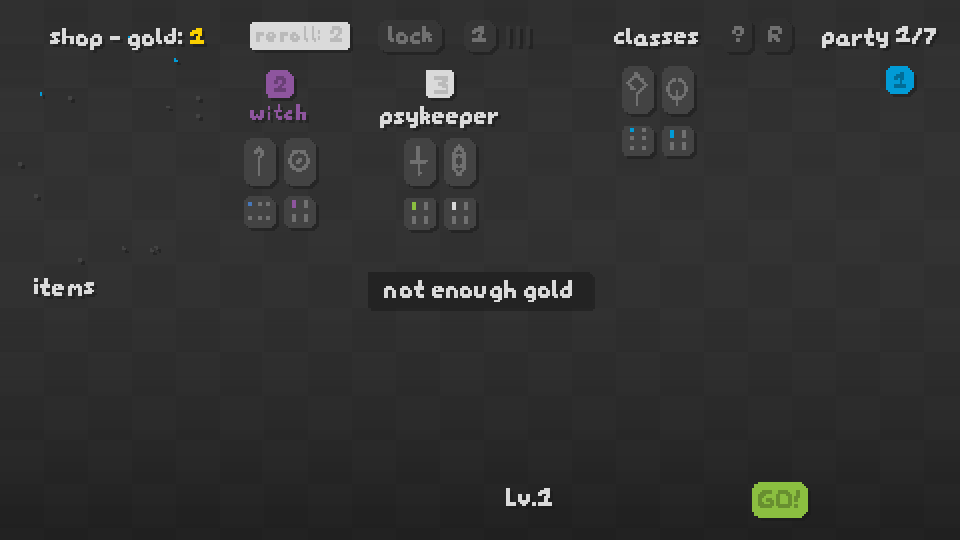 shop - gold: 1
reroll: 2
lock
1
classes
?
R
party 1/7
2
3
1
witch
psykeeper
items
not enough gold
Lv.1
GO!